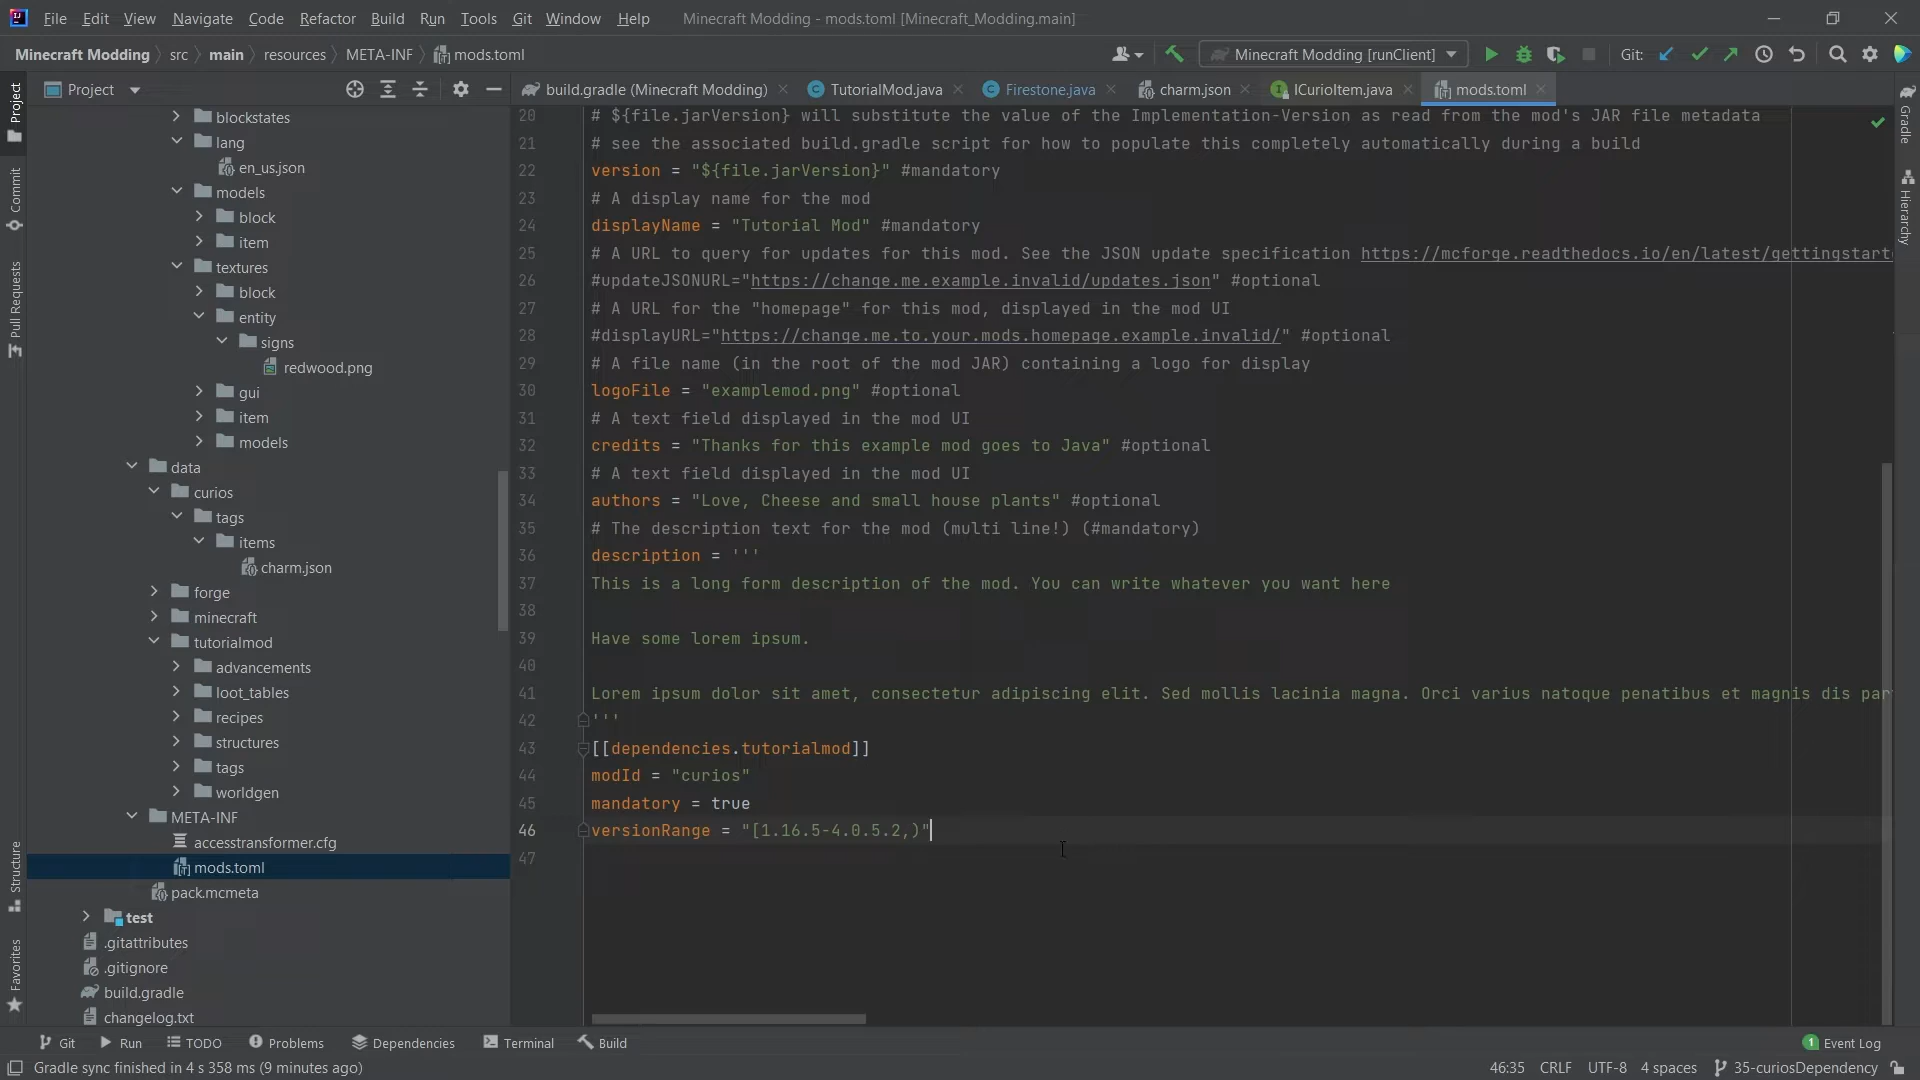 File Edit View Navigate Code Refactor Build Run Tools Git Window Help Minecraft Modding - mods.toml [Minecraft_Modding.main]
Minecraft Modding src main resources META-INF mods.toml Minecraft Modding [runClient] Git:
Project
build.gradle (Minecraft Modding) TutorialMod.java Firestone.java charm.json ICurioItem.java mods.toml
Project
Commit
Pull Requests
Structure
Favorites
blockstates
lang
en_us.json
models
block
item
textures
block
entity
signs
redwood.png
gui
item
models
data
curios
tags
items
charm.json
forge
minecraft
tutorialmod
advancements
loot_tables
recipes
structures
tags
worldgen
META-INF
accesstransformer.cfg
mods.toml
pack.mcmeta
test
.gitattributes
.gitignore
build.gradle
changelog.txt
20 # ${file.jarVersion} will substitute the value of the Implementation-Version as read from the mod's JAR file metadata
21 # see the associated build.gradle script for how to populate this completely automatically during a build
22 version = "${file.jarVersion}" #mandatory
23 # A display name for the mod
24 displayName = "Tutorial Mod" #mandatory
25 # A URL to query for updates for this mod. See the JSON update specification https://mcforge.readthedocs.io/en/latest/gettingstart
26 #updateJSONURL="https://change.me.example.invalid/updates.json" #optional
27 # A URL for the "homepage" for this mod, displayed in the mod UI
28 #displayURL="https://change.me.to.your.mods.homepage.example.invalid/" #optional
29 # A file name (in the root of the mod JAR) containing a logo for display
30 logoFile = "examplemod.png" #optional
31 # A text field displayed in the mod UI
32 credits = "Thanks for this example mod goes to Java" #optional
33 # A text field displayed in the mod UI
34 authors = "Love, Cheese and small house plants" #optional
35 # The description text for the mod (multi line!) (#mandatory)
36 description = '''
37 This is a long form description of the mod. You can write whatever you want here
38
39 Have some lorem ipsum.
40
41 Lorem ipsum dolor sit amet, consectetur adipiscing elit. Sed mollis lacinia magna. Orci varius natoque penatibus et magnis dis par
42 '''
43 [[dependencies.tutorialmod]]
44 modId = "curios"
45 mandatory = true
46 versionRange = "[1.16.5-4.0.5.2,)"
47
Gradle
Hierarchy
Git Run TODO Problems Dependencies Terminal Build 1 Event Log
Gradle sync finished in 4 s 358 ms (9 minutes ago) 46:35 CRLF UTF-8 4 spaces 35-curiosDependency